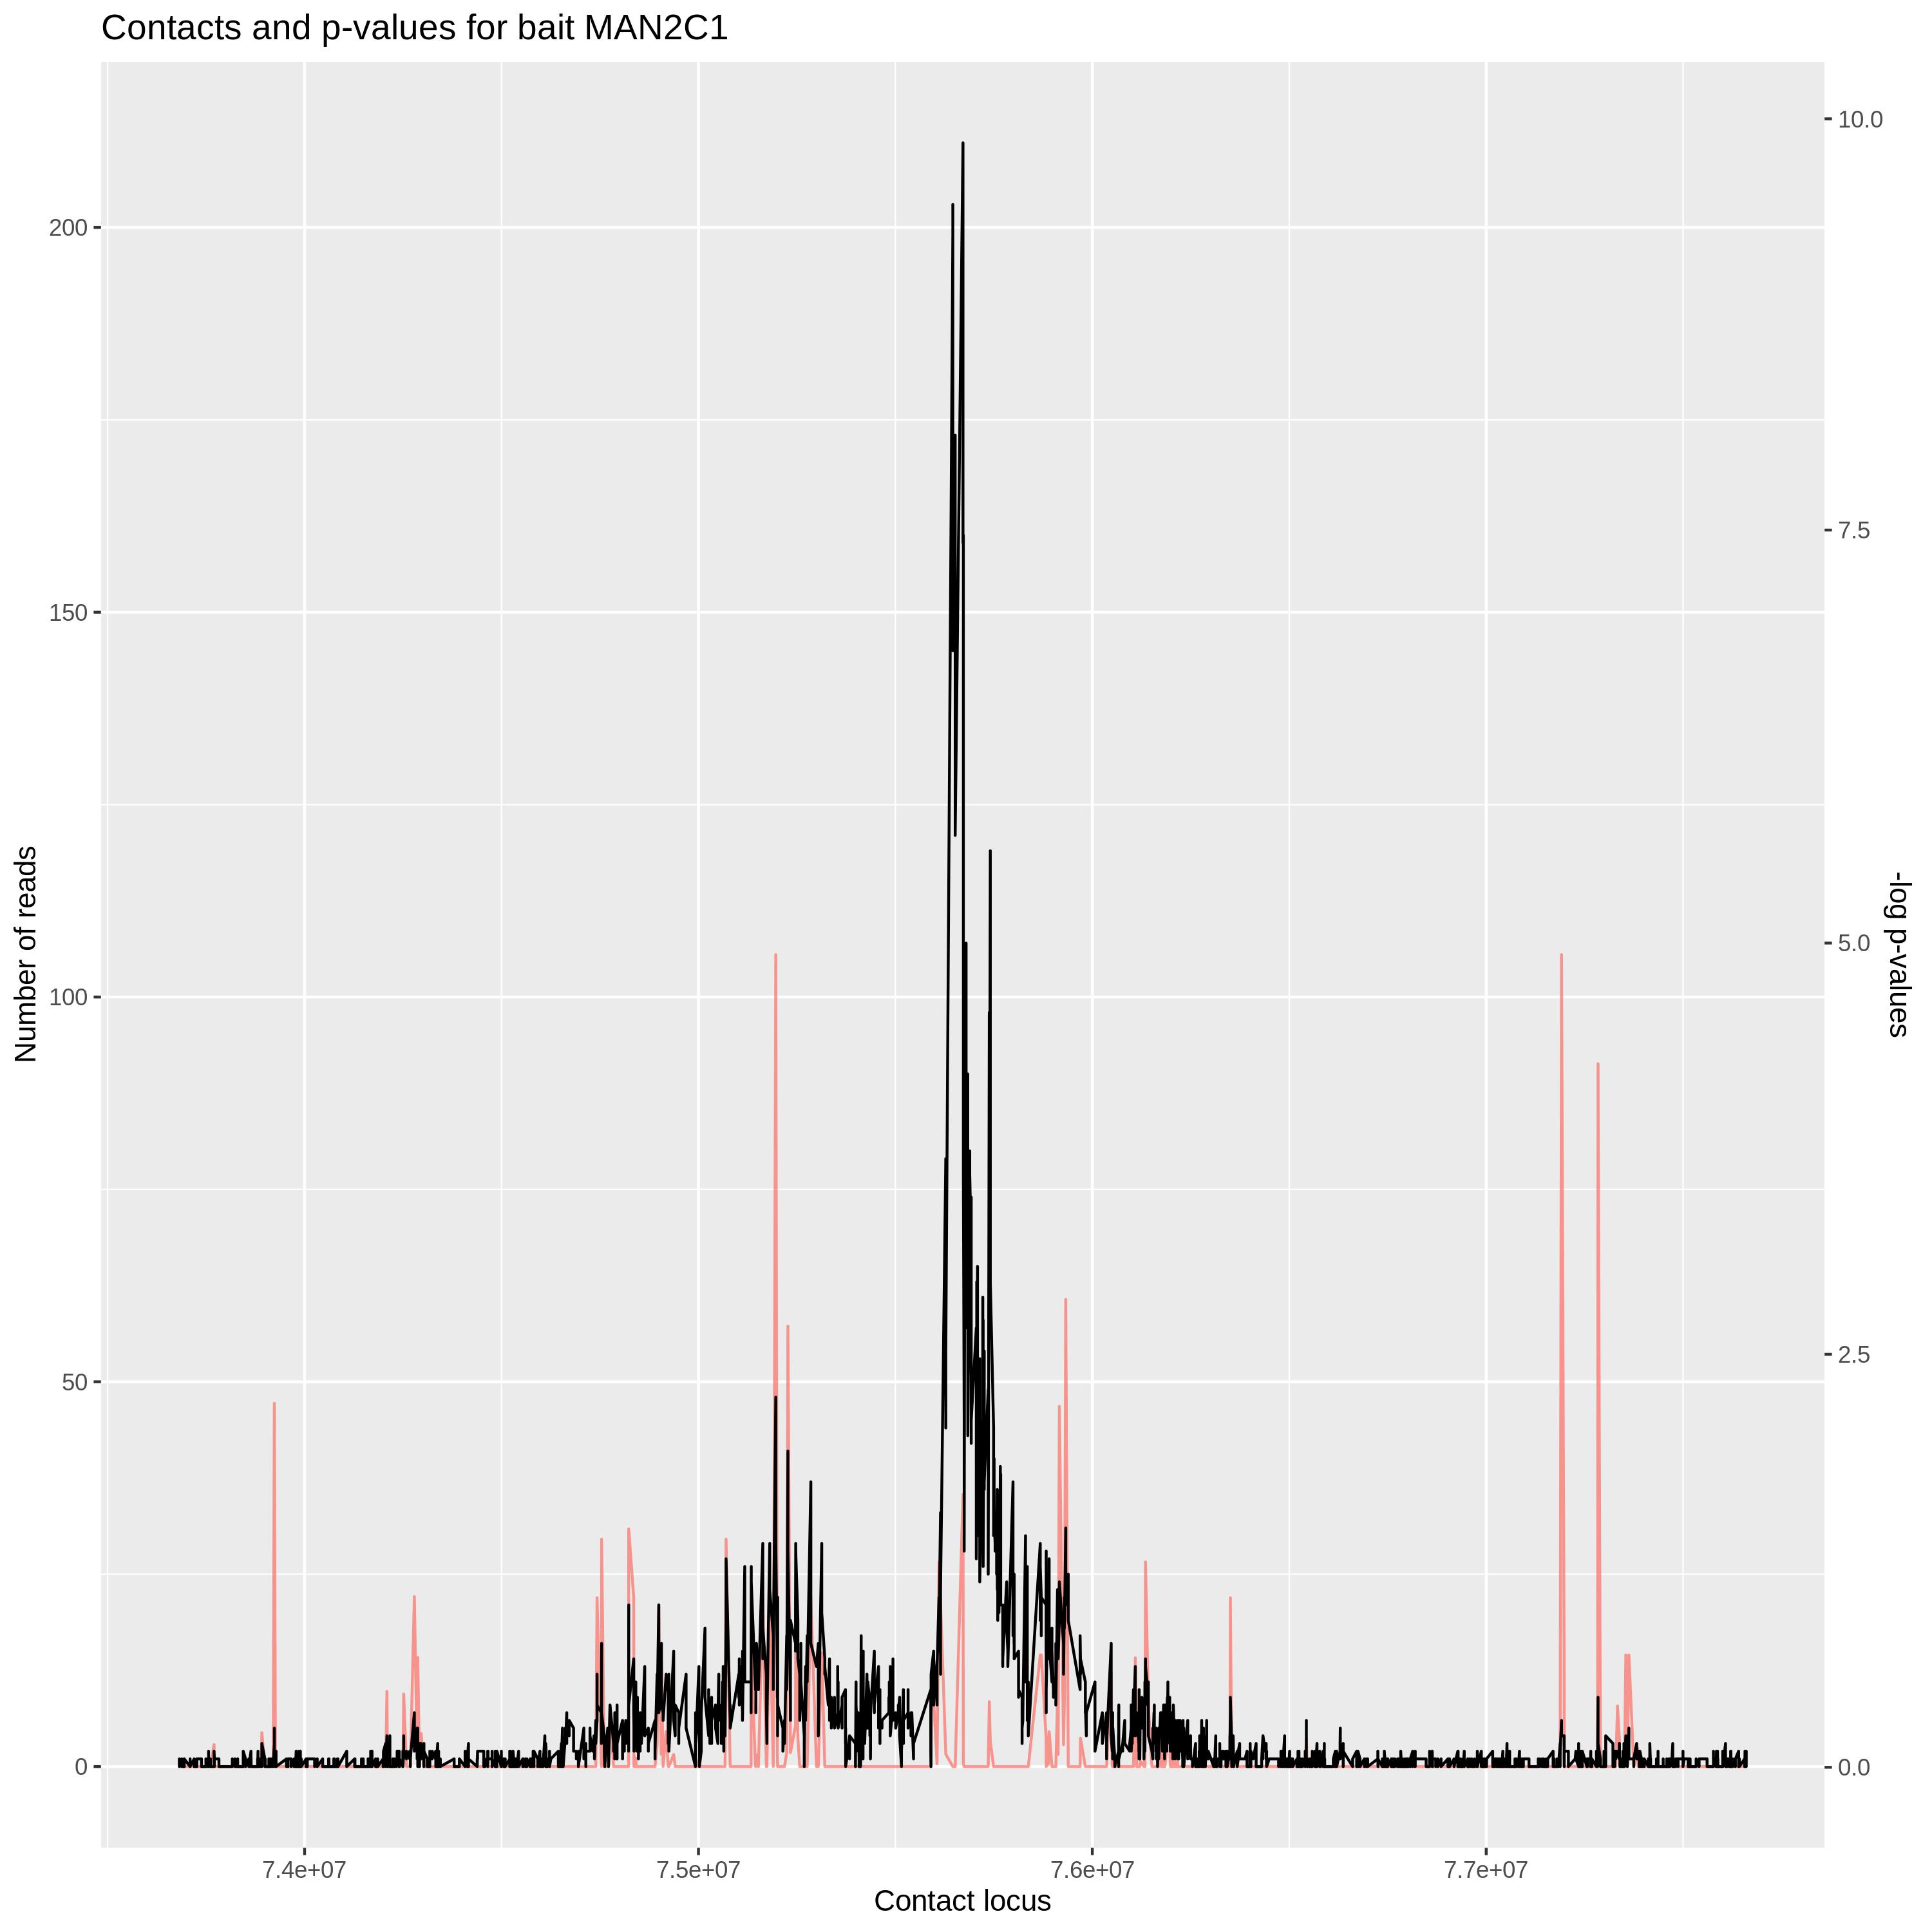 Contacts and p-values for bait MAN2C1
10.0
200
7.5
150
Number of reads
-log p-values
5.0
100
2.5
50
0
0.0
7.4e+07 7.5e+07 7.6e+07 7.7e+07
Contact locus